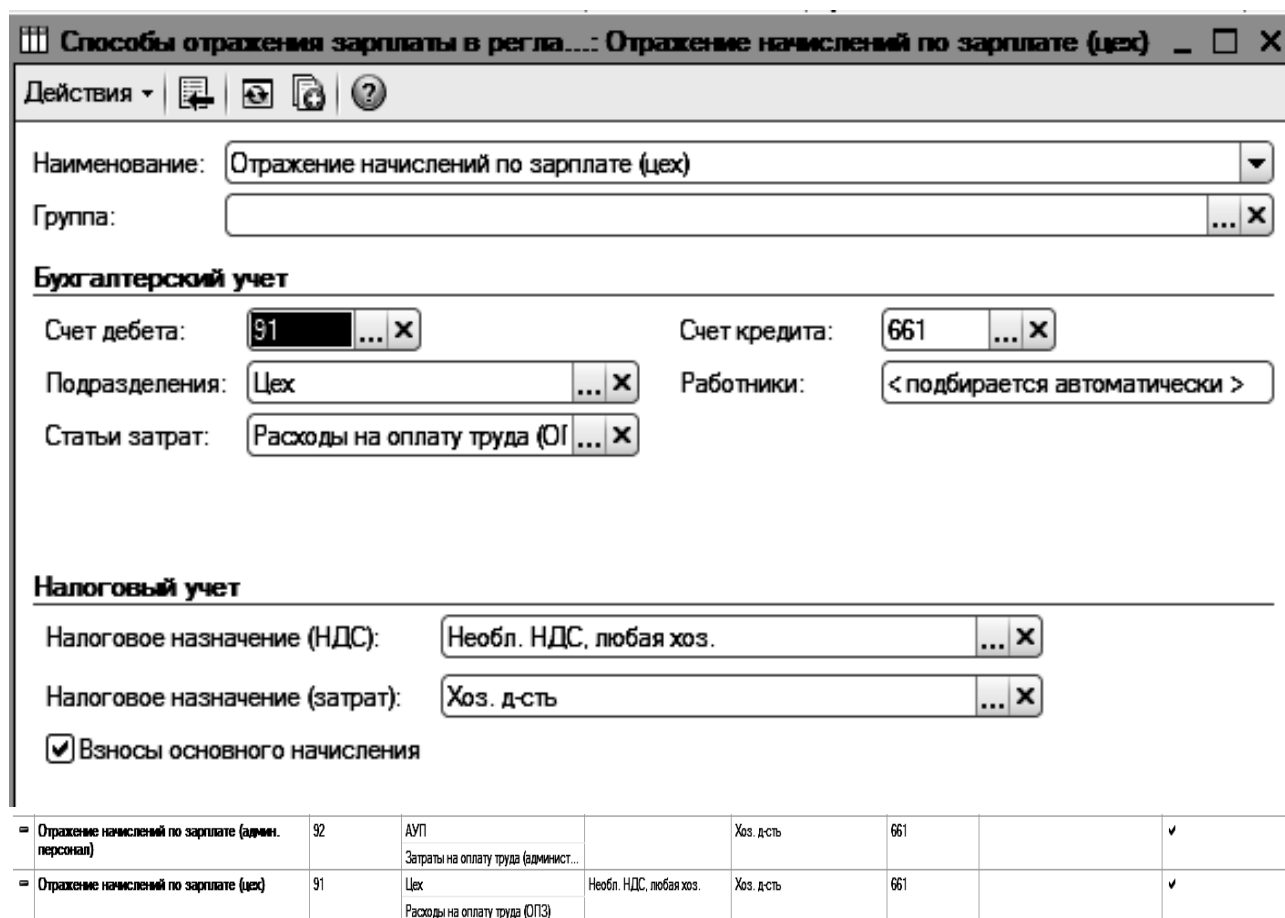 Способы отражения зарплаты в регла...: Отражение начислений по зарплате (цех)
Действия
Наименование: Отражение начислений по зарплате (цех)
Группа:
Бухгалтерский учет
Счет дебета: 91 Счет кредита: 661
Подразделения: Цех Работники: < подбирается автоматически >
Статьи затрат: Расходы на оплату труда (ОГ
Налоговый учет
Налоговое назначение (НДС): Необл. НДС, любая хоз.
Налоговое назначение (затрат): Хоз. д-сть
Взносы основного начисления
Отражение начислений по зарплате (админ. 92 АУП Хоз. д-сть 661
персонал)
Затраты на оплату труда (админист...
Отражение начислений по зарплате (цех) 91 Цех Необл. НДС, любая хоз. Хоз. д-сть 661
Расходы на оплату труда (ОПЗ)